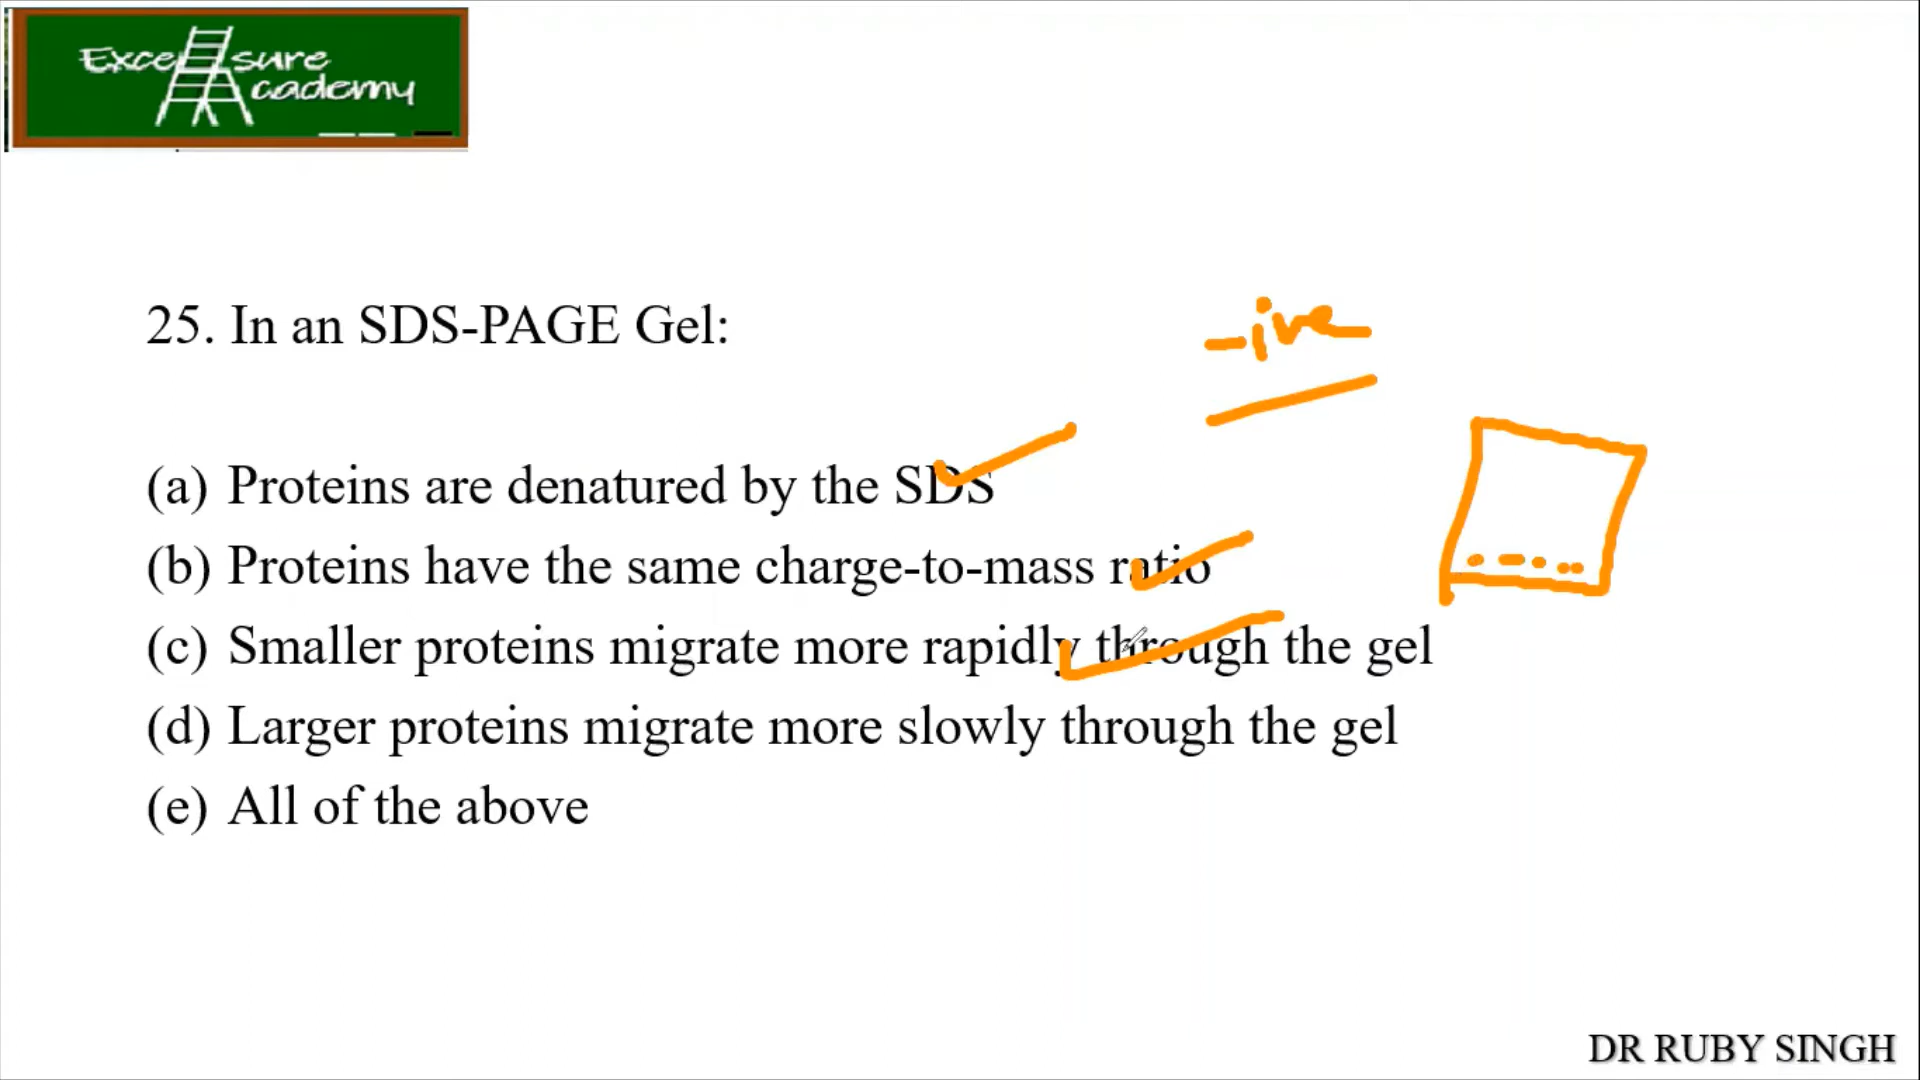 Excel sure
Academy
25. In an SDS-PAGE Gel:
-ive
(a) Proteins are denatured by the SDS
(b) Proteins have the same charge-to-mass ratio
(c) Smaller proteins migrate more rapidly through the gel
(d) Larger proteins migrate more slowly through the gel
(e) All of the above
DR RUBY SINGH